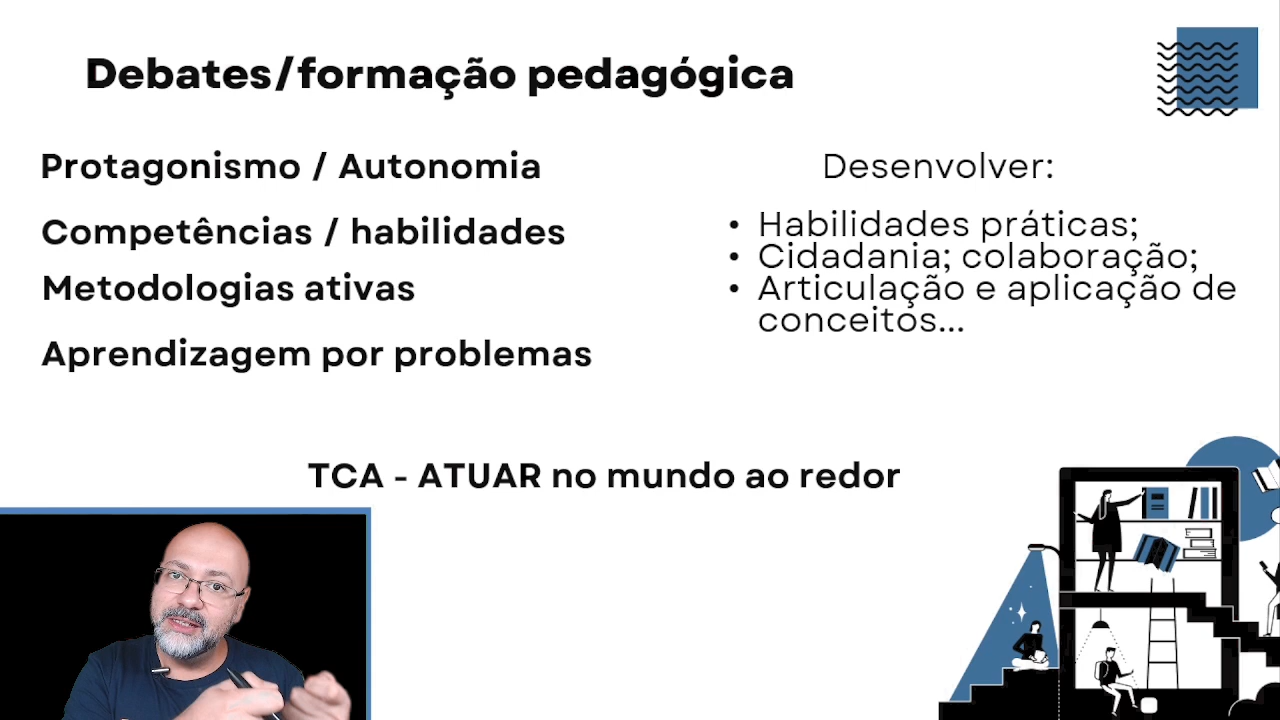 Debates/formação pedagógica
Protagonismo / Autonomia
Competências / habilidades
Metodologias ativas
Aprendizagem por problemas
Desenvolver:
• Habilidades práticas;
• Cidadania; colaboração;
• Articulação e aplicação de
conceitos...
TCA - ATUAR no mundo ao redor